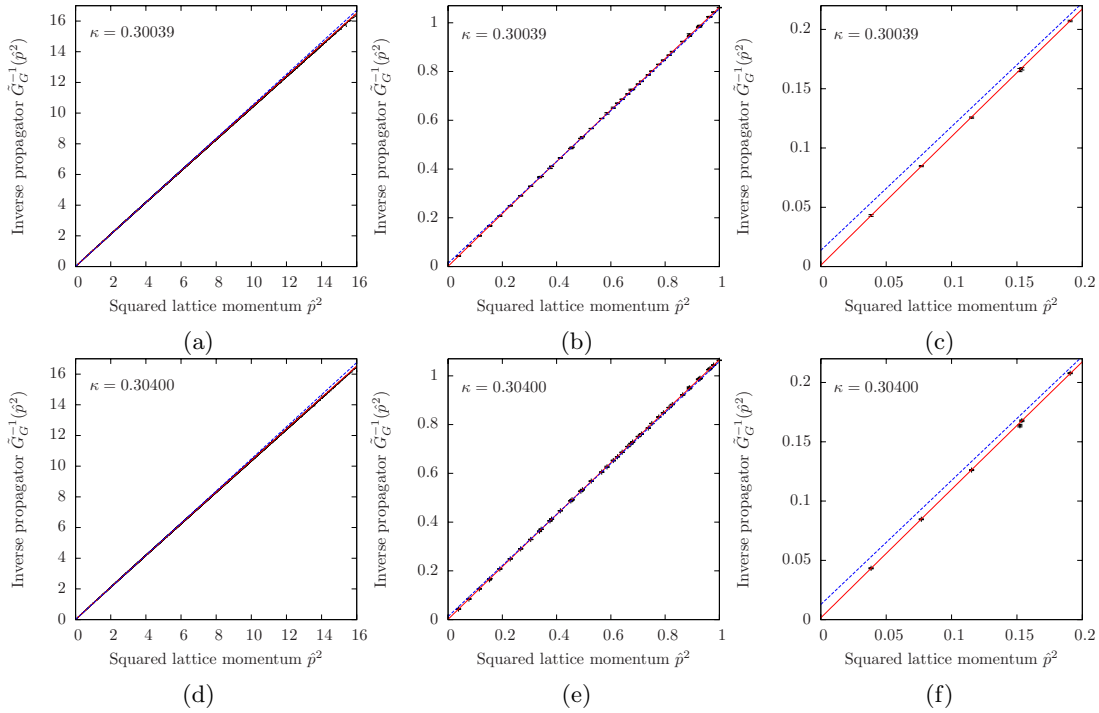 κ = 0.30039
Inverse propagator G̃_G^{-1}(p̂²)
0
2
4
6
8
10
12
14
16
0 2 4 6 8 10 12 14 16
Squared lattice momentum p̂²
(a)
κ = 0.30039
Inverse propagator G̃_G^{-1}(p̂²)
0
0.2
0.4
0.6
0.8
1
0 0.2 0.4 0.6 0.8 1
Squared lattice momentum p̂²
(b)
κ = 0.30039
Inverse propagator G̃_G^{-1}(p̂²)
0
0.05
0.1
0.15
0.2
0 0.05 0.1 0.15 0.2
Squared lattice momentum p̂²
(c)
κ = 0.30400
Inverse propagator G̃_G^{-1}(p̂²)
0
2
4
6
8
10
12
14
16
0 2 4 6 8 10 12 14 16
Squared lattice momentum p̂²
(d)
κ = 0.30400
Inverse propagator G̃_G^{-1}(p̂²)
0
0.2
0.4
0.6
0.8
1
0 0.2 0.4 0.6 0.8 1
Squared lattice momentum p̂²
(e)
κ = 0.30400
Inverse propagator G̃_G^{-1}(p̂²)
0
0.05
0.1
0.15
0.2
0 0.05 0.1 0.15 0.2
Squared lattice momentum p̂²
(f)